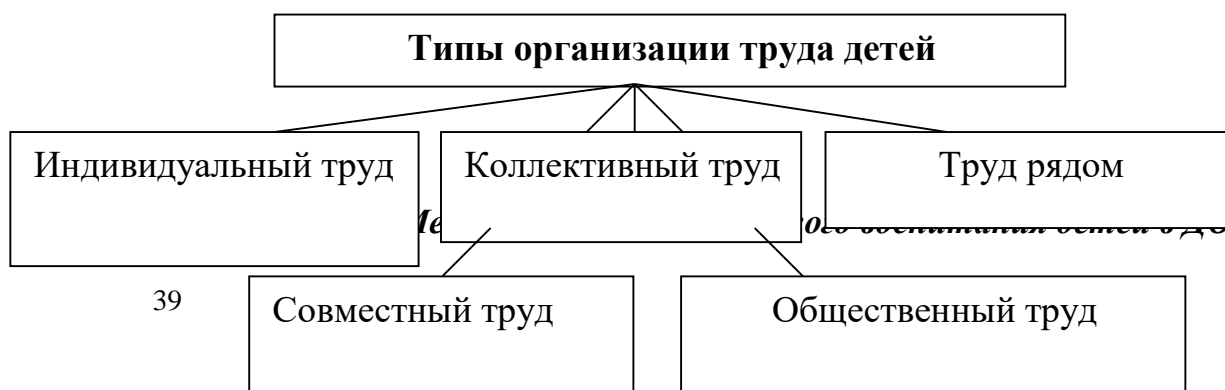 Типы организации труда детей
Индивидуальный труд
Коллективный труд
Труд рядом
39
Совместный труд
Общественный труд